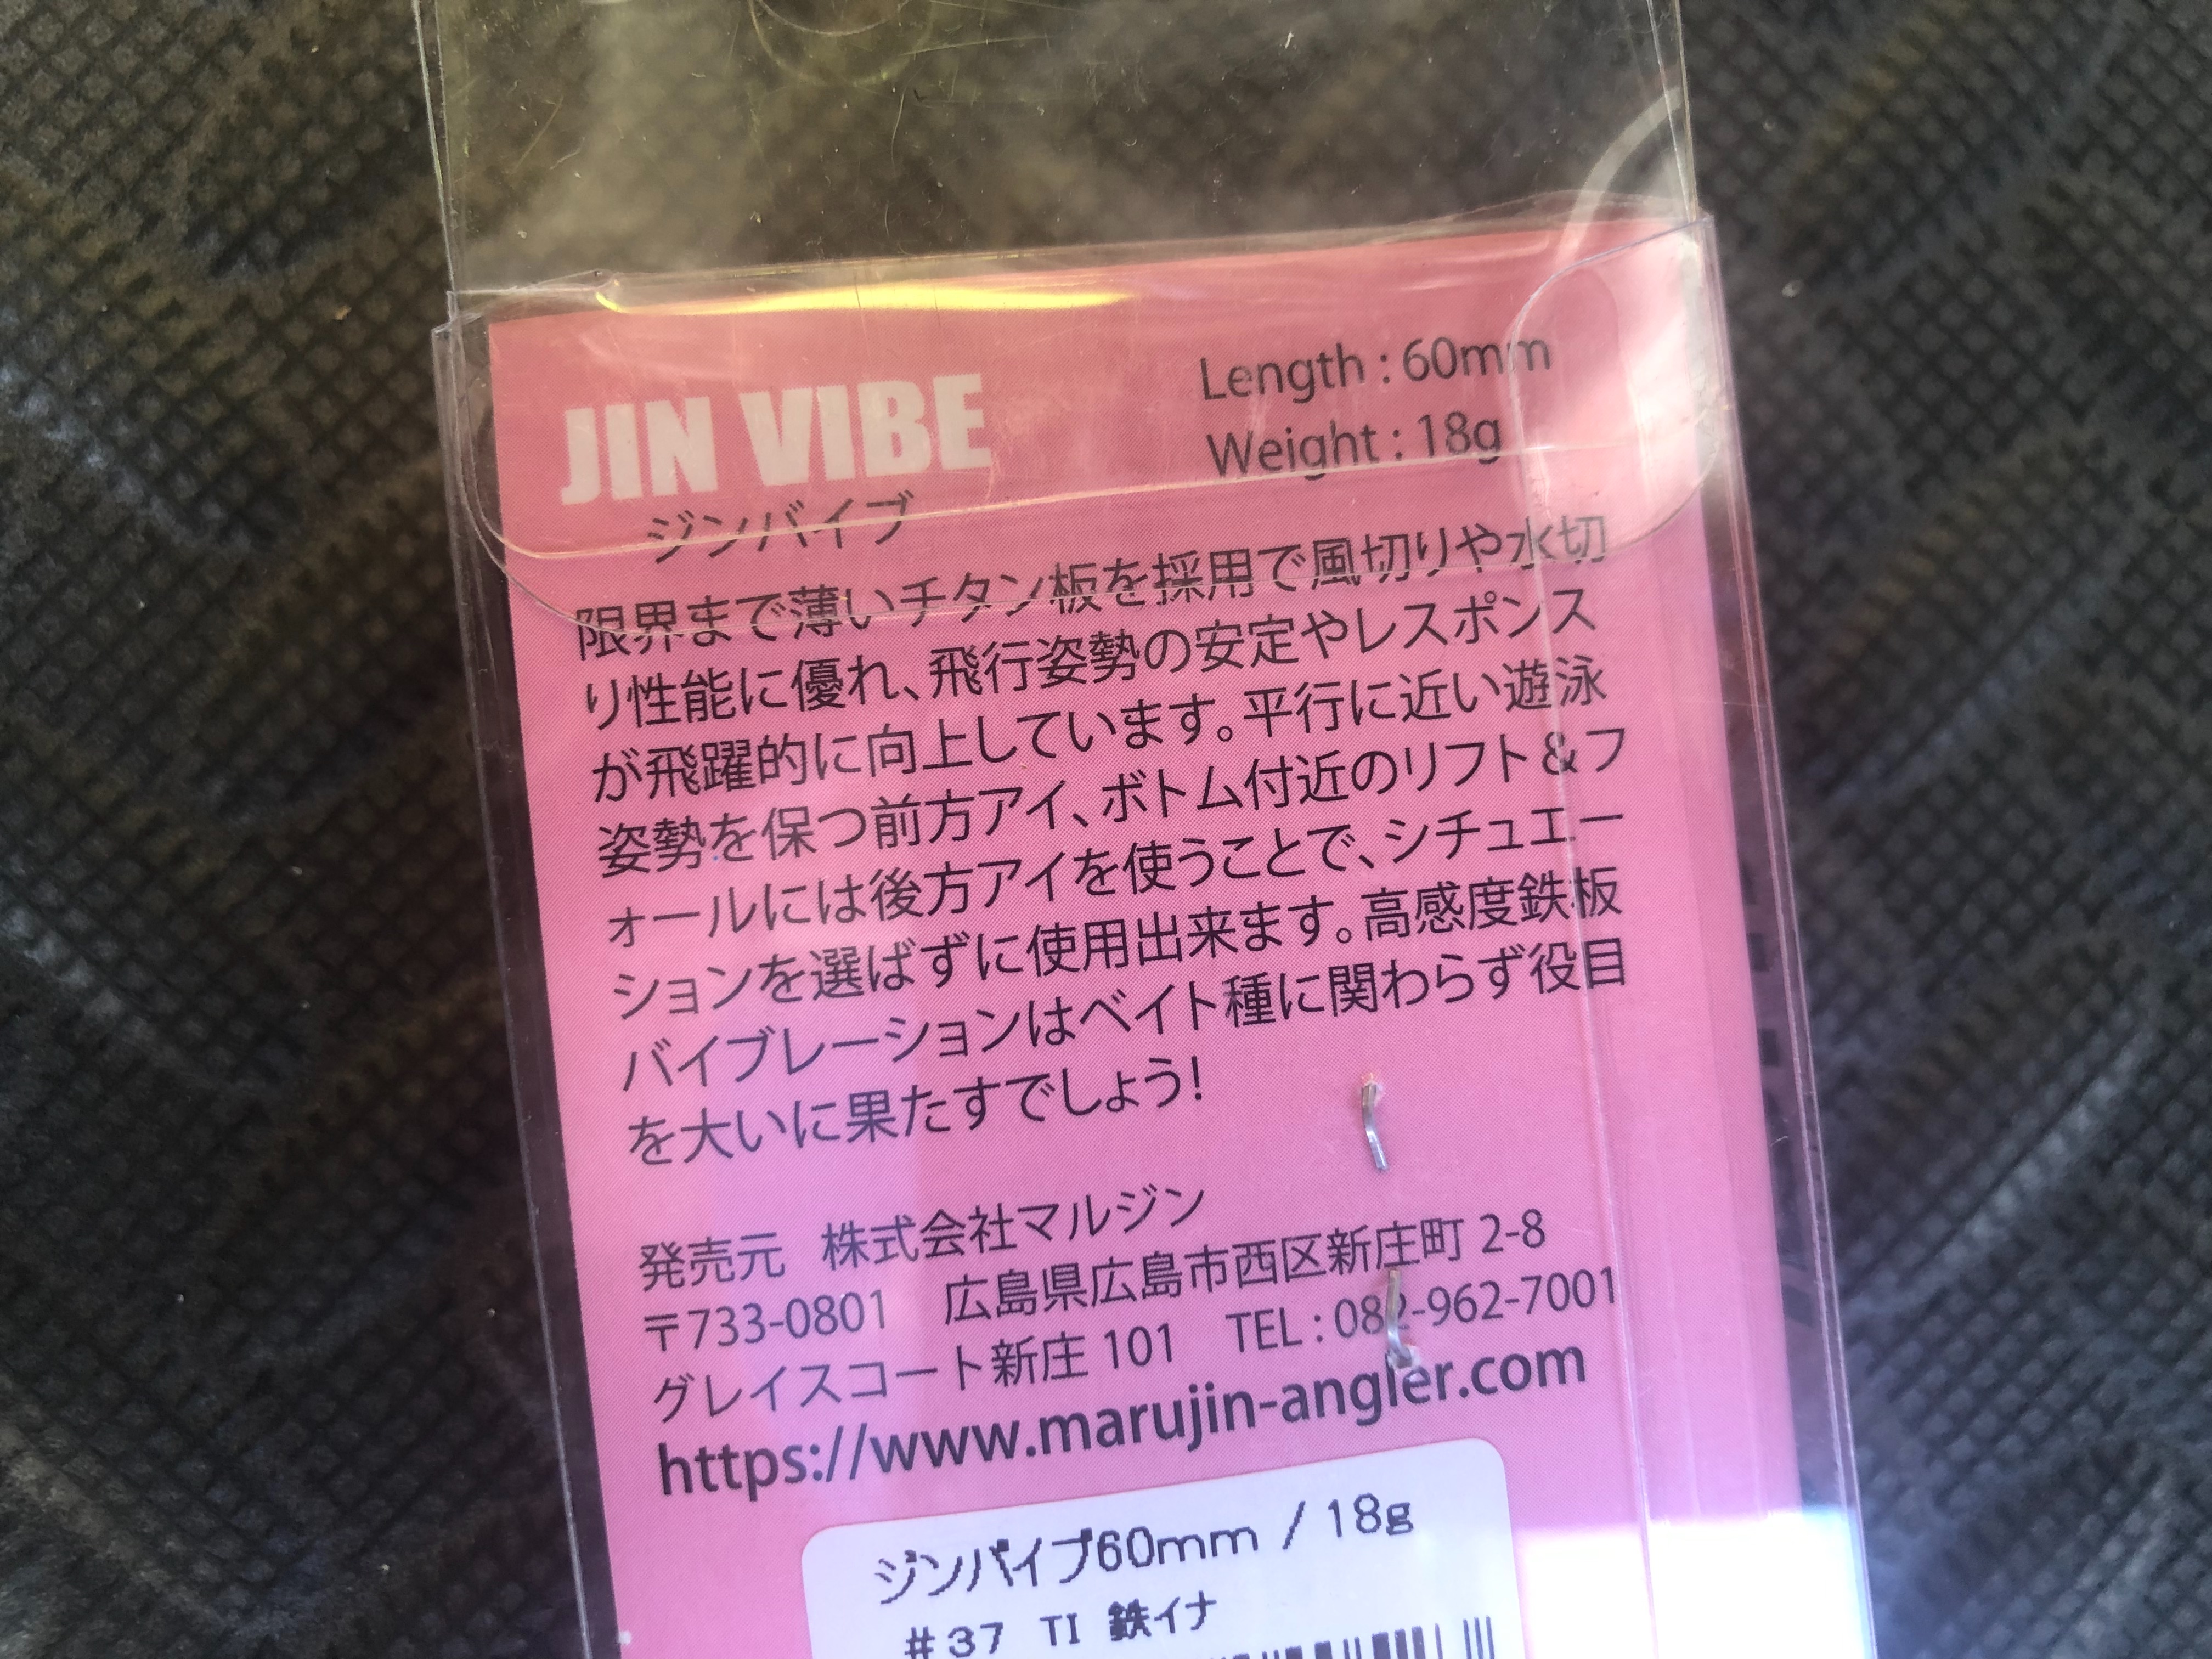 JIN VIBE
ジンバイブ
Length : 60mm
Weight : 18g
限界まで薄いチタン板を採用で風切りや水切
り性能に優れ、飛行姿勢の安定やレスポンス
が飛躍的に向上しています。平行に近い遊泳
姿勢を保つ前方アイ、ボトム付近のリフト＆フ
ォールには後方アイを使うことで、シチュエー
ションを選ばずに使用出来ます。高感度鉄板
バイブレーションはベイト種に関わらず役目
を大いに果たすでしょう!
発売元 株式会社マルジン
〒733-0801 広島県広島市西区新庄町 2-8
グレイスコート新庄 101 TEL : 082-962-7001
https://www.marujin-angler.com
ジンバイブ60mm / 18g
#37 TI 鉄イナ